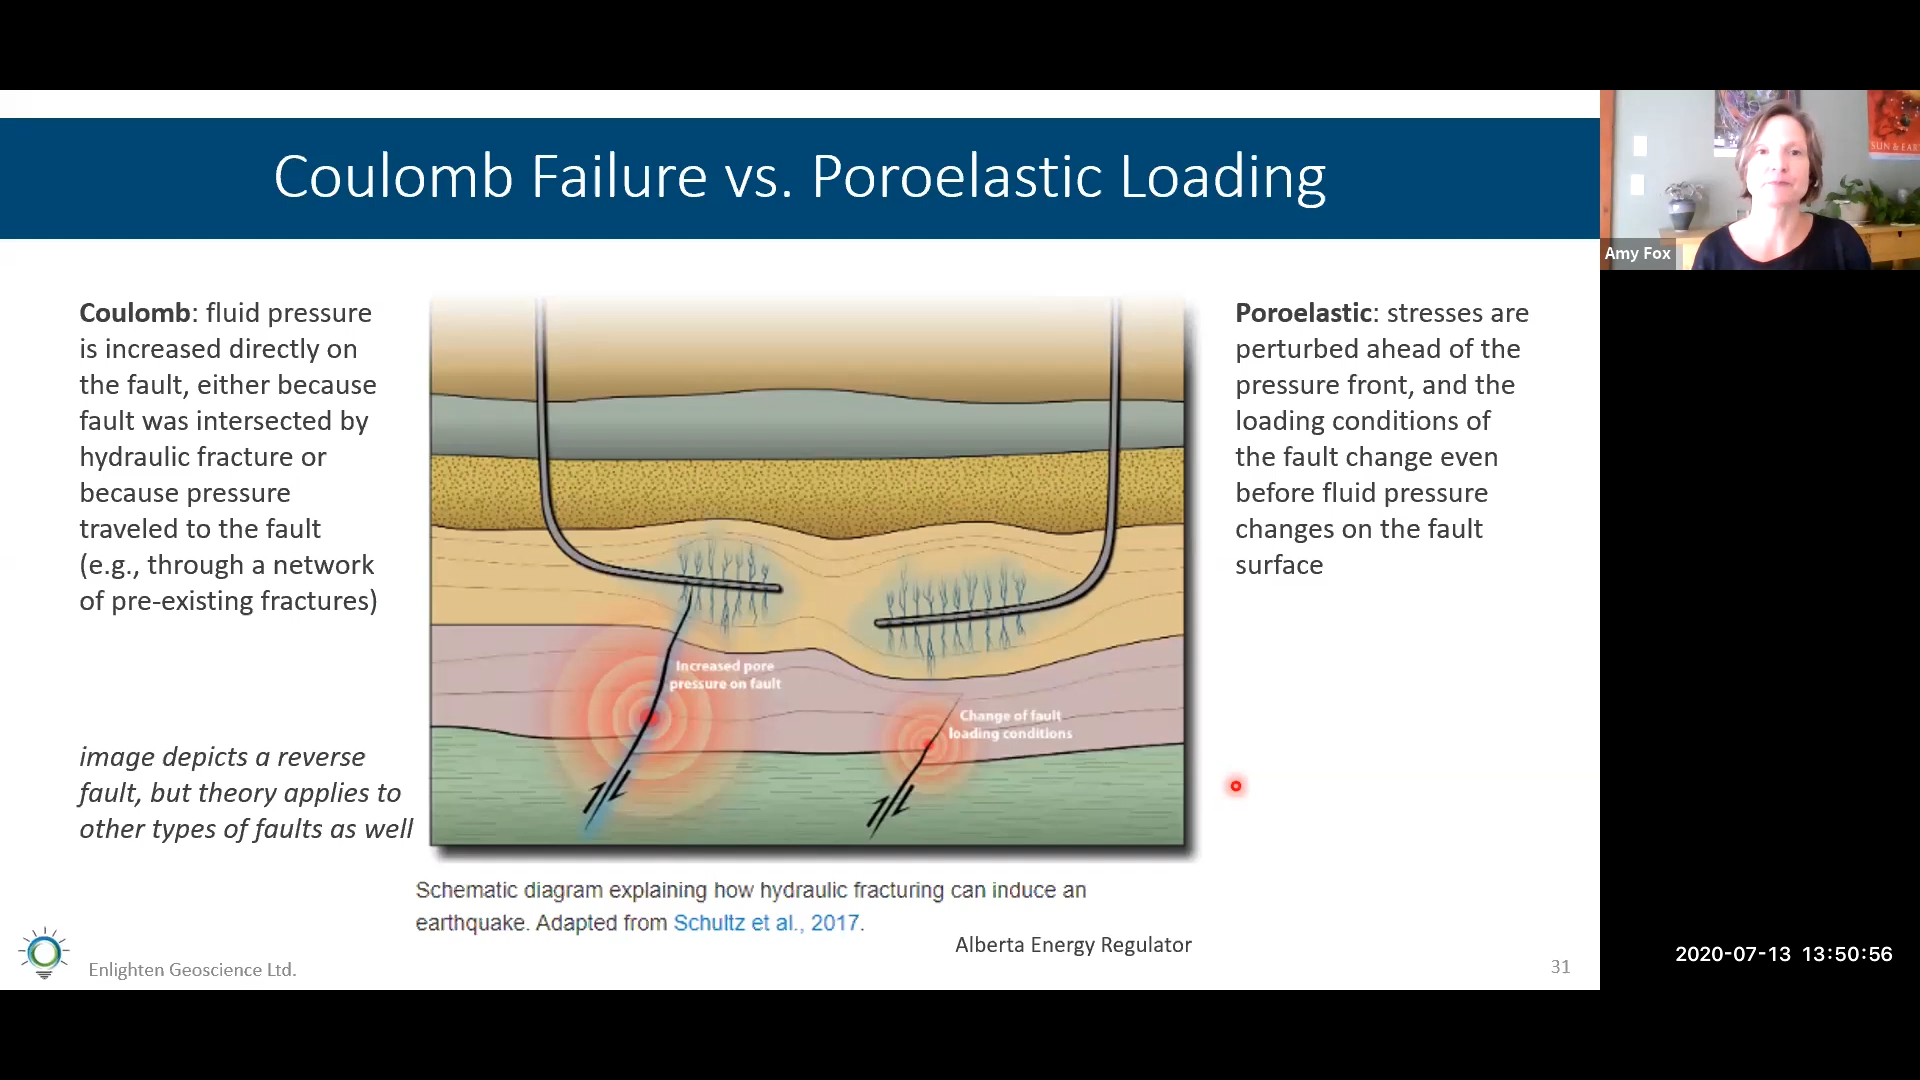 Coulomb Failure vs. Poroelastic Loading
SUN & EAR
Amy Fox
Coulomb: fluid pressure
is increased directly on
the fault, either because
fault was intersected by
hydraulic fracture or
because pressure
traveled to the fault
(e.g., through a network
of pre-existing fractures)
image depicts a reverse
fault, but theory applies to
other types of faults as well
Increased pore
pressure on fault
Change of fault
loading conditions
Poroelastic: stresses are
perturbed ahead of the
pressure front, and the
loading conditions of
the fault change even
before fluid pressure
changes on the fault
surface
Schematic diagram explaining how hydraulic fracturing can induce an
earthquake. Adapted from Schultz et al., 2017.
Alberta Energy Regulator
Enlighten Geoscience Ltd.
31
2020-07-13 13:50:56